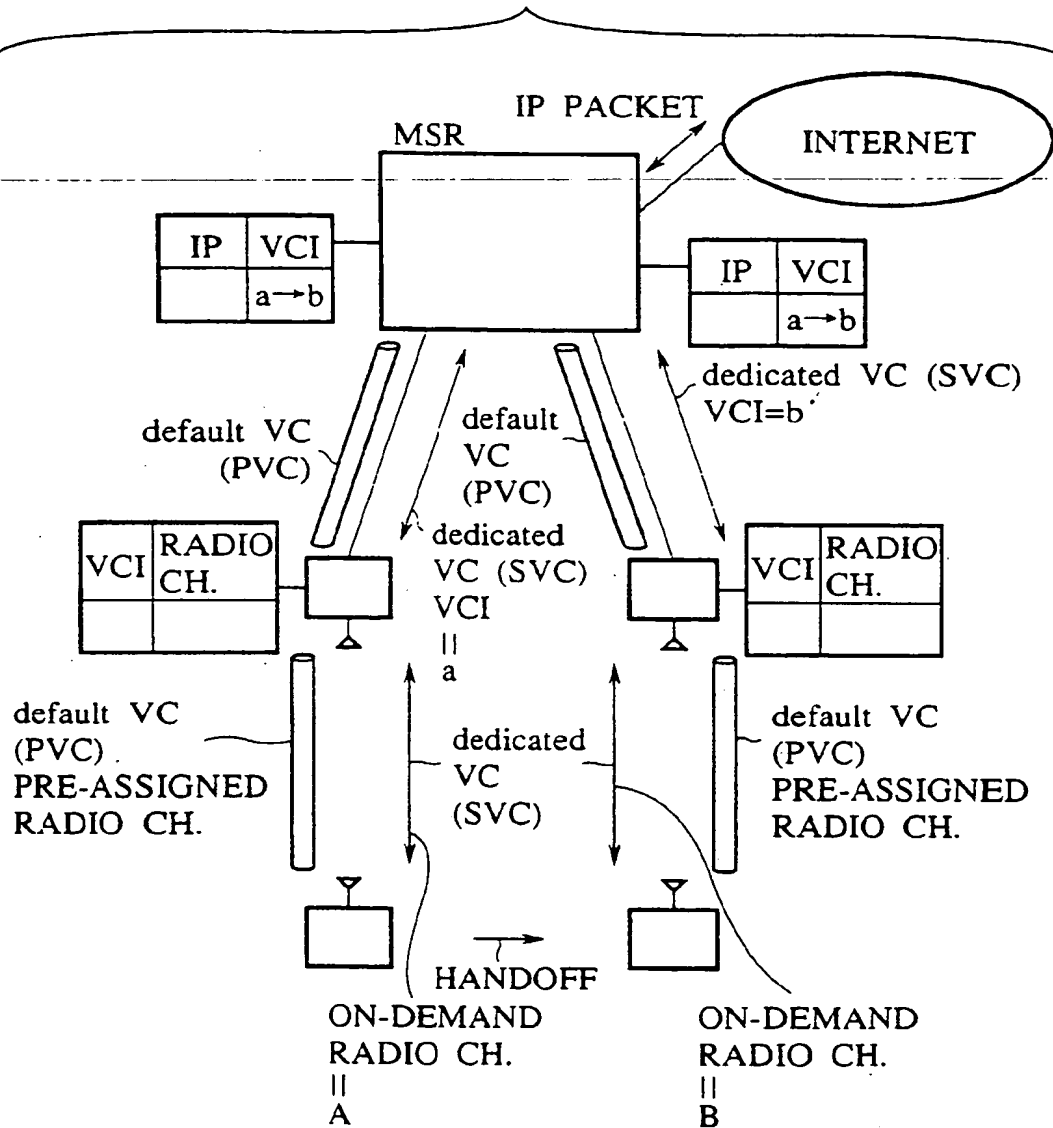 IP PACKET
INTERNET
MSR
IP VCI
a→b
IP VCI
a→b
dedicated VC (SVC)
VCI=b
default VC
(PVC)
default
VC
(PVC)
dedicated
VC (SVC)
VCI
||
a
VCI RADIO
CH.
VCI RADIO
CH.
default VC
(PVC)
PRE-ASSIGNED
RADIO CH.
dedicated
VC
(SVC)
default VC
(PVC)
PRE-ASSIGNED
RADIO CH.
HANDOFF
ON-DEMAND
RADIO CH.
||
A
ON-DEMAND
RADIO CH.
||
B